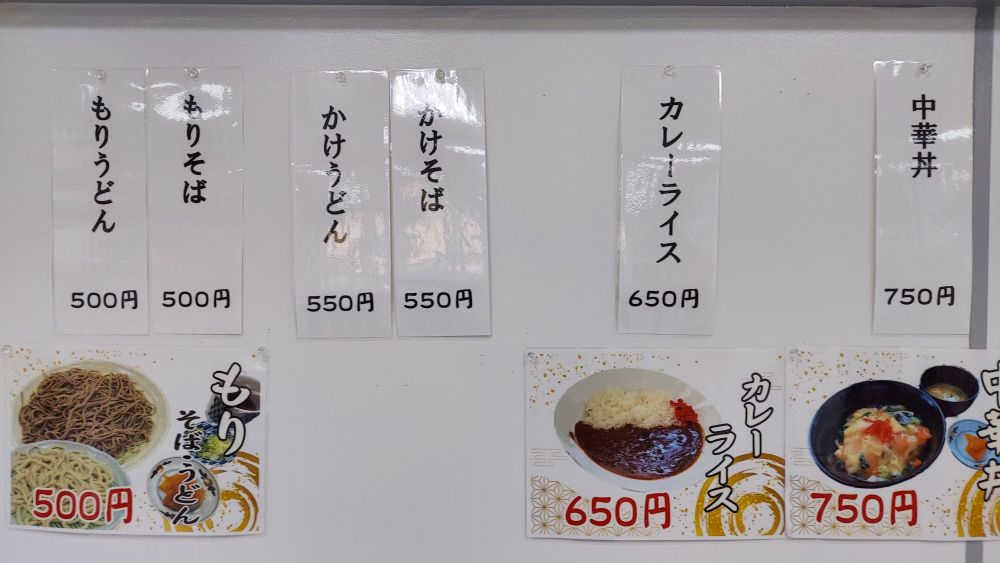 もりうどん
500円
もりそば
500円
かけうどん
550円
かけそば
550円
カレーライス
650円
中華丼
750円
もり
そば・うどん
500円
カレー
ライス
650円
中華丼
750円